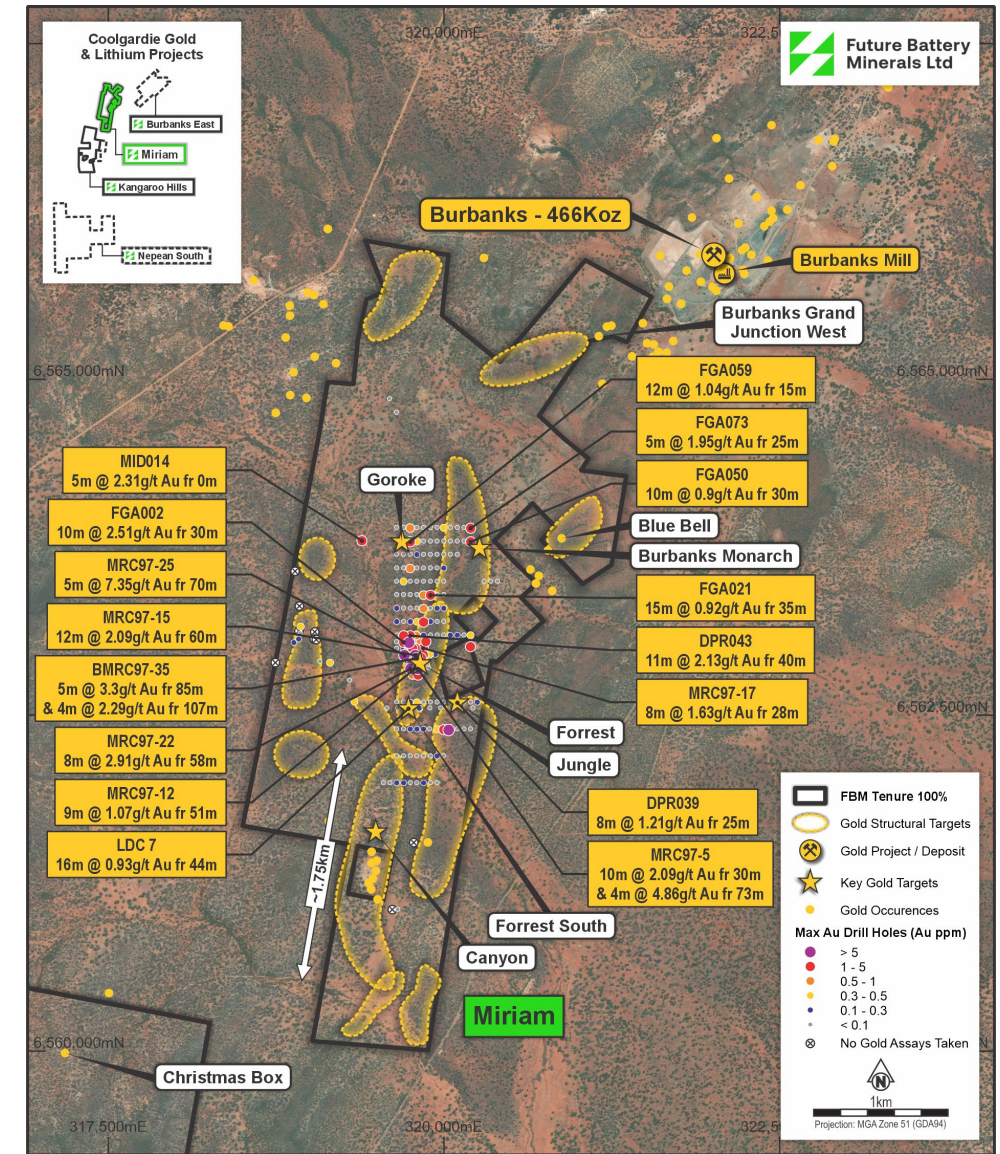 320,000mE
322,5
Coolgardie Gold
& Lithium Projects
Burbanks East
Miriam
Kangaroo Hills
Nepean South
Future Battery
Minerals Ltd
Burbanks - 466Koz
Burbanks Mill
Burbanks Grand
Junction West
6,565,000mN
6,565,000mN
FGA059
12m @ 1.04g/t Au fr 15m
FGA073
5m @ 1.95g/t Au fr 25m
FGA050
10m @ 0.9g/t Au fr 30m
MID014
5m @ 2.31g/t Au fr 0m
Goroke
FGA002
10m @ 2.51g/t Au fr 30m
Blue Bell
Burbanks Monarch
MRC97-25
5m @ 7.35g/t Au fr 70m
FGA021
15m @ 0.92g/t Au fr 35m
MRC97-15
12m @ 2.09g/t Au fr 60m
DPR043
11m @ 2.13g/t Au fr 40m
BMRC97-35
5m @ 3.3g/t Au fr 85m
& 4m @ 2.29g/t Au fr 107m
MRC97-17
8m @ 1.63g/t Au fr 28m
6,562,500mN
MRC97-22
8m @ 2.91g/t Au fr 58m
Forrest
Jungle
MRC97-12
9m @ 1.07g/t Au fr 51m
LDC 7
16m @ 0.93g/t Au fr 44m
DPR039
8m @ 1.21g/t Au fr 25m
MRC97-5
10m @ 2.09g/t Au fr 30m
& 4m @ 4.86g/t Au fr 73m
~1.75km
Forrest South
Canyon
Miriam
FBM Tenure 100%
Gold Structural Targets
Gold Project / Deposit
Key Gold Targets
Gold Occurences
Max Au Drill Holes (Au ppm)
> 5
1 - 5
0.5 - 1
0.3 - 0.5
0.1 - 0.3
< 0.1
No Gold Assays Taken
N
1km
Projection: MGA Zone 51 (GDA94)
6,560,000mN
Christmas Box
317,500mE
320,000mE
322,5